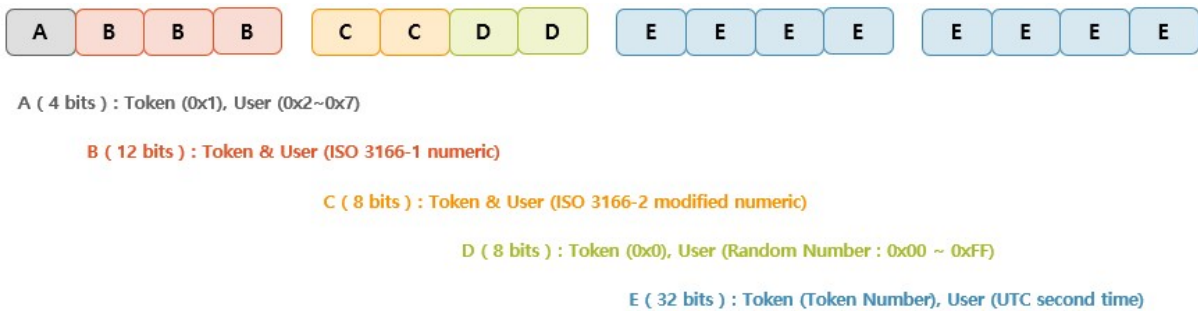 A B B B C C D D E E E E E E E E
A ( 4 bits ) : Token (0x1), User (0x2~0x7)
B ( 12 bits ) : Token & User (ISO 3166-1 numeric)
C ( 8 bits ) : Token & User (ISO 3166-2 modified numeric)
D ( 8 bits ) : Token (0x0), User (Random Number : 0x00 ~ 0xFF)
E ( 32 bits ) : Token (Token Number), User (UTC second time)